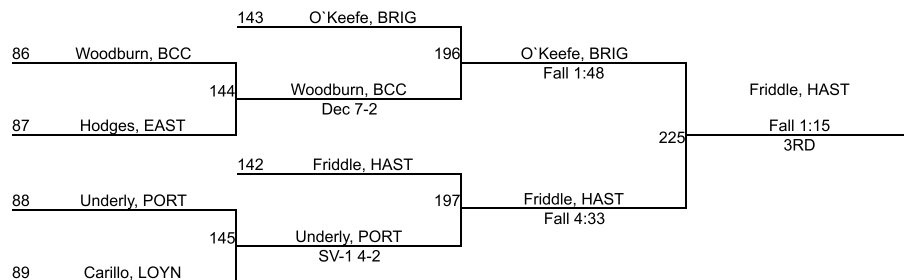 143 O`Keefe, BRIG
86 Woodburn, BCC
196 O`Keefe, BRIG
Fall 1:48
144 Woodburn, BCC
Dec 7-2
Friddle, HAST
87 Hodges, EAST
Fall 1:15
225
3RD
142 Friddle, HAST
88 Underly, PORT
197 Friddle, HAST
Fall 4:33
145 Underly, PORT
SV-1 4-2
89 Carillo, LOYN